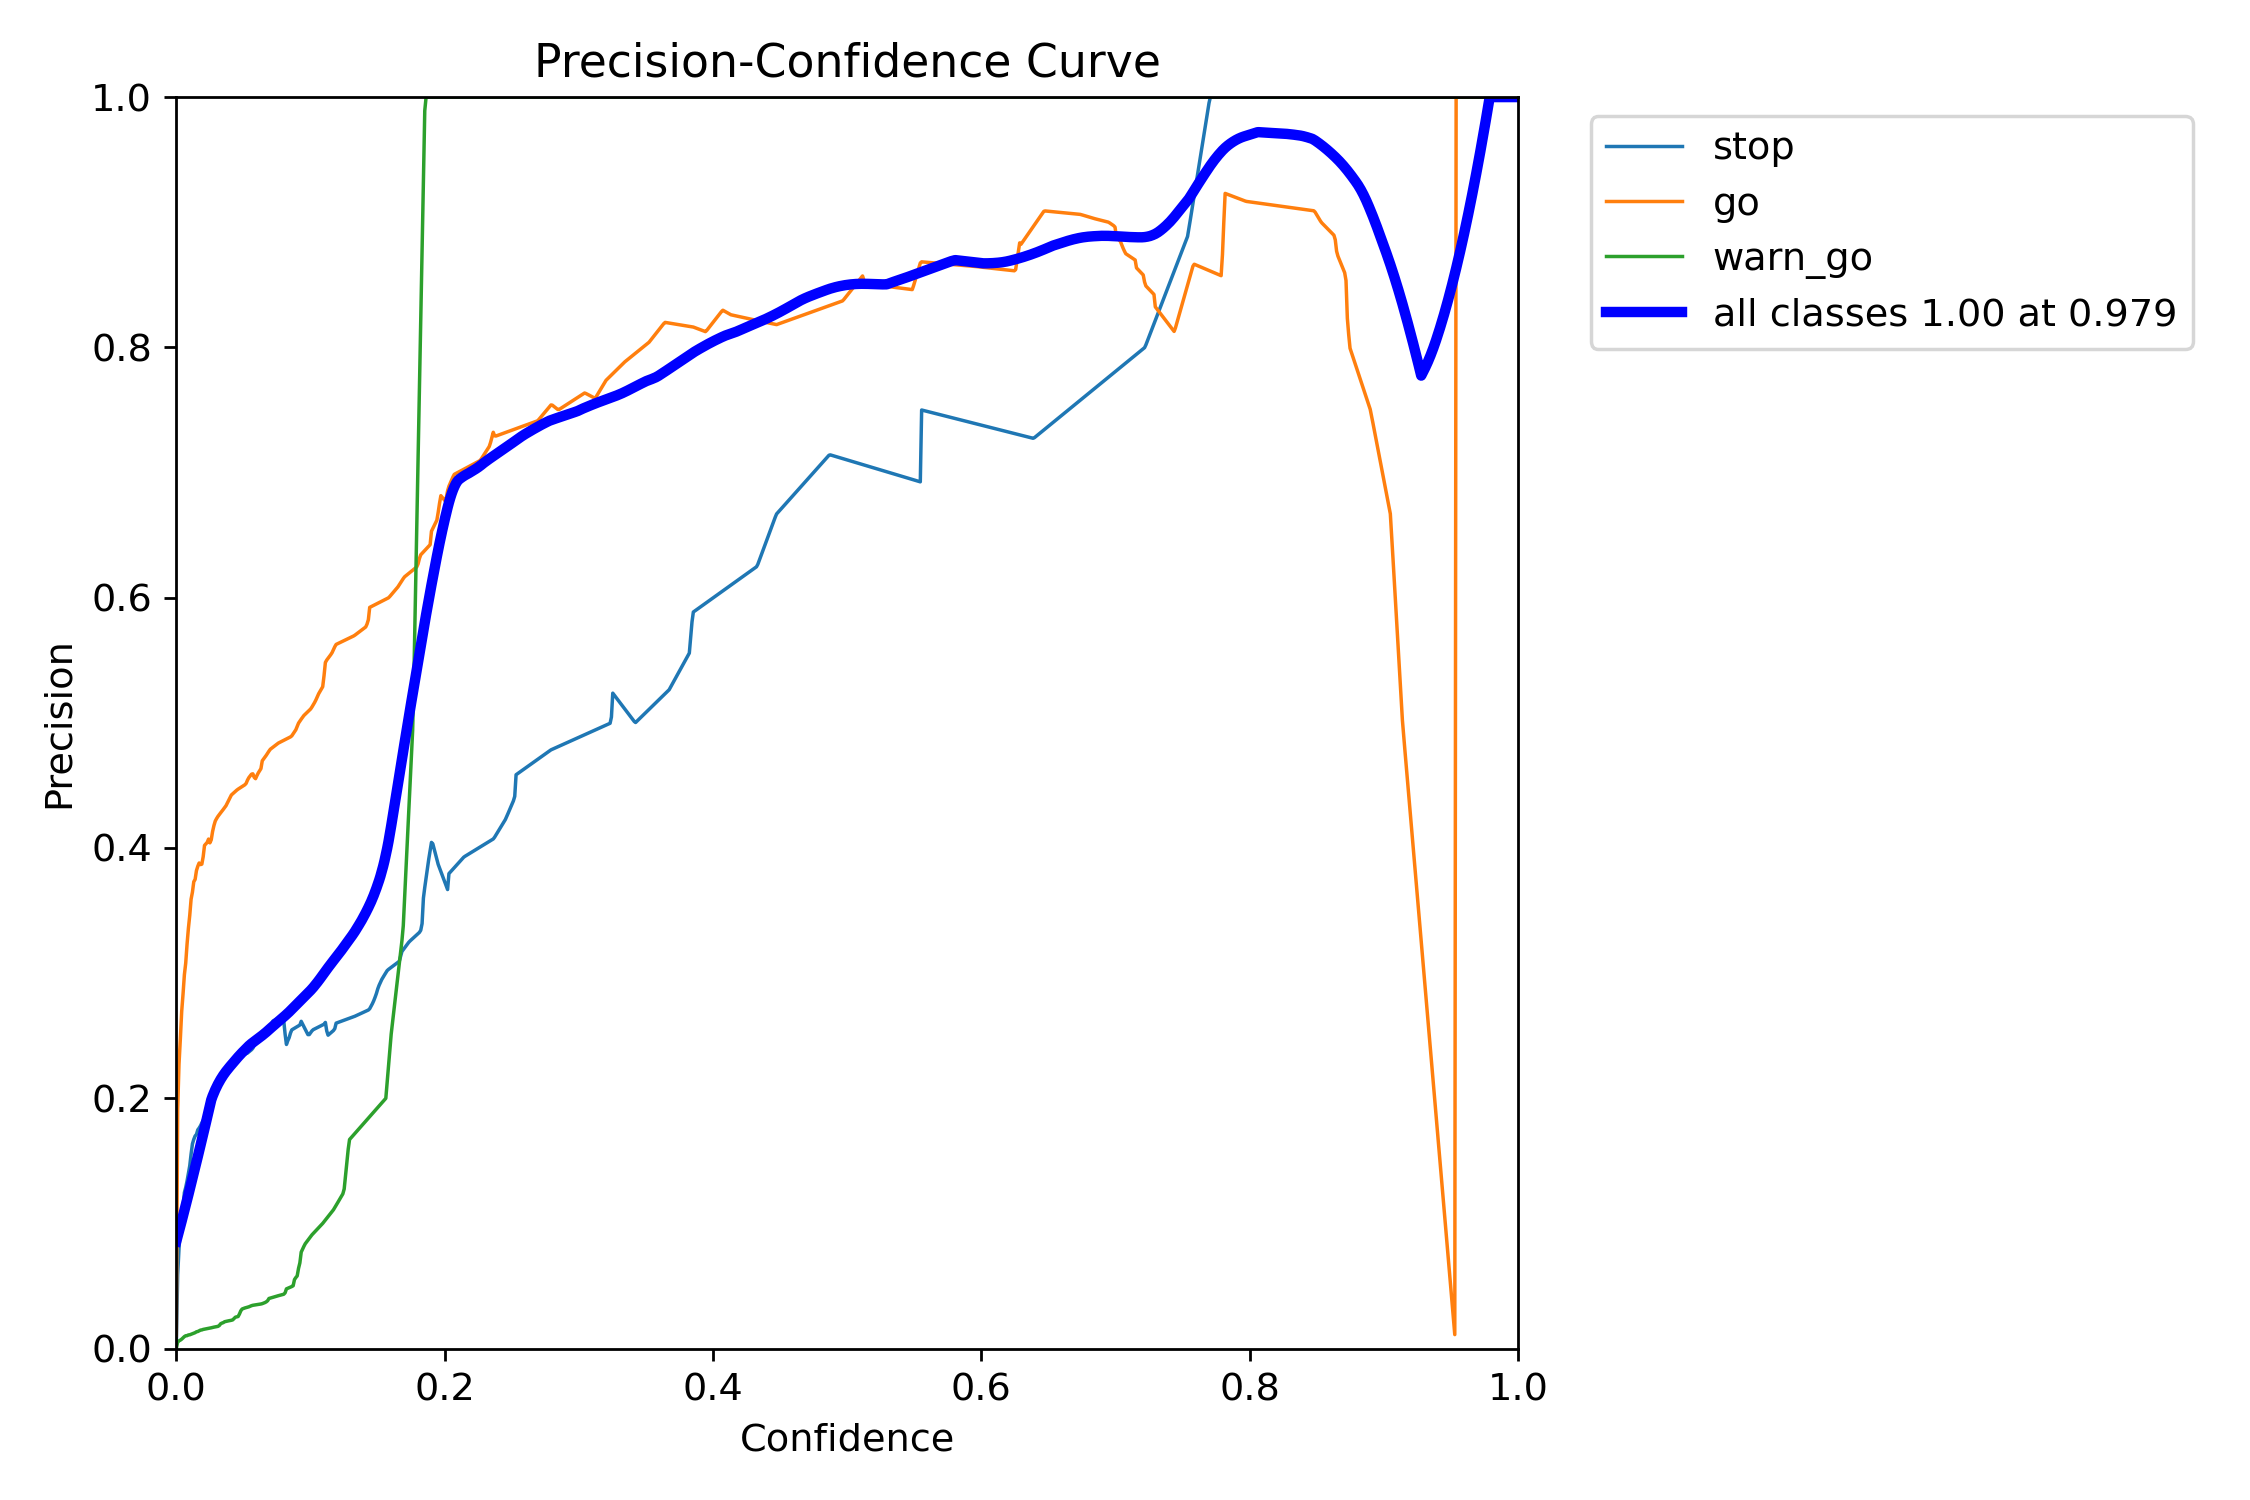 Precision-Confidence Curve
1.0
0.8
0.6
0.4
0.2
0.0
Precision
0.0 0.2 0.4 0.6 0.8 1.0
Confidence
stop
go
warn_go
all classes 1.00 at 0.979